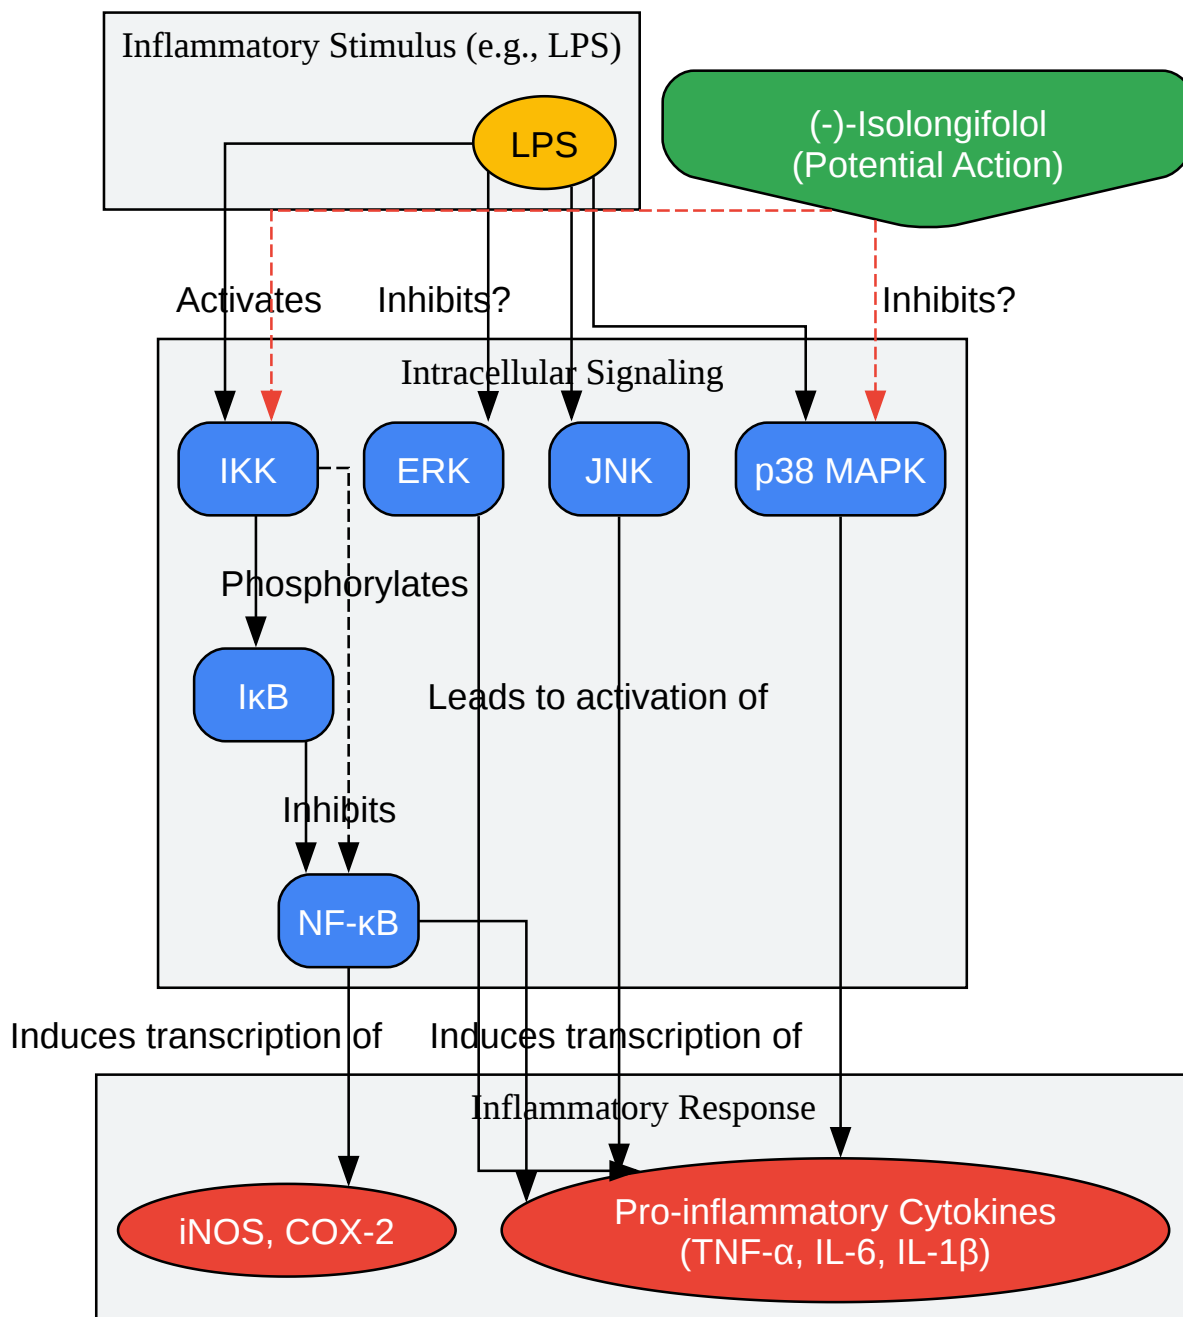 Inflammatory Stimulus (e.g., LPS)
LPS
(-)-Isolongifolol
(Potential Action)
Activates
Inhibits?
Inhibits?
Intracellular Signaling
IKK
ERK
JNK
p38 MAPK
Phosphorylates
IκB
Leads to activation of
Inhibits
NF-κB
Induces transcription of
Induces transcription of
Inflammatory Response
iNOS, COX-2
Pro-inflammatory Cytokines
(TNF-α, IL-6, IL-1β)